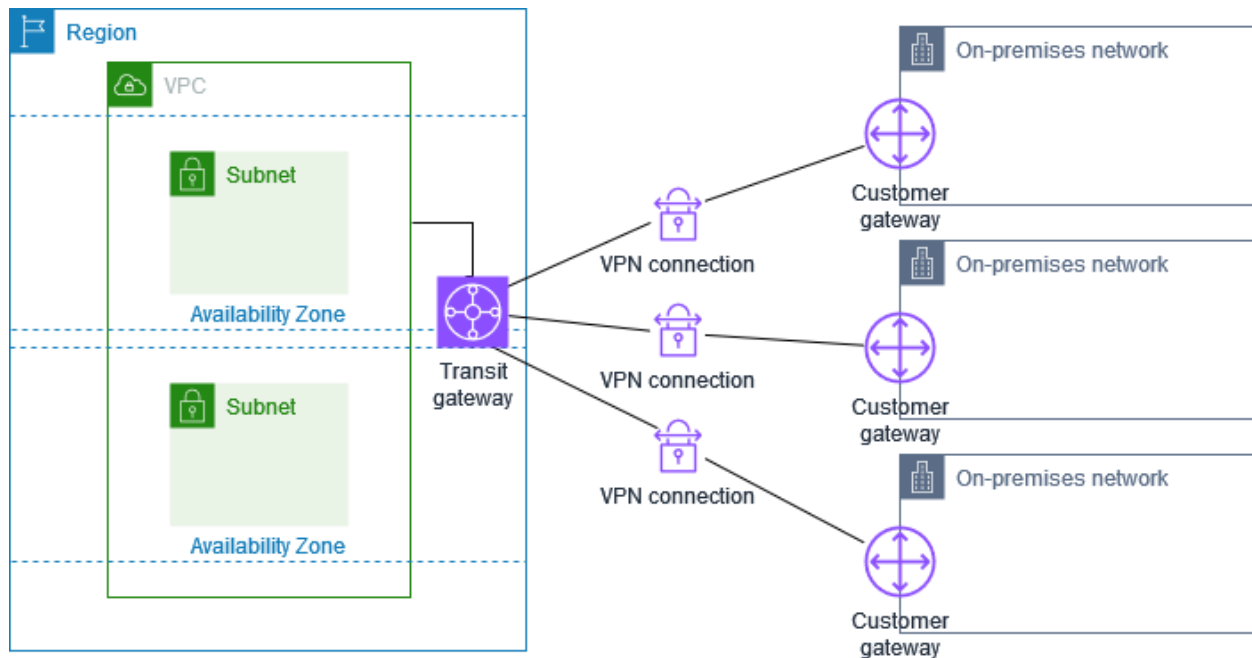 Region
VPC
Subnet
Availability Zone
Subnet
Availability Zone
Transit
gateway
VPN connection
VPN connection
VPN connection
On-premises network
Customer
gateway
On-premises network
Customer
gateway
On-premises network
Customer
gateway